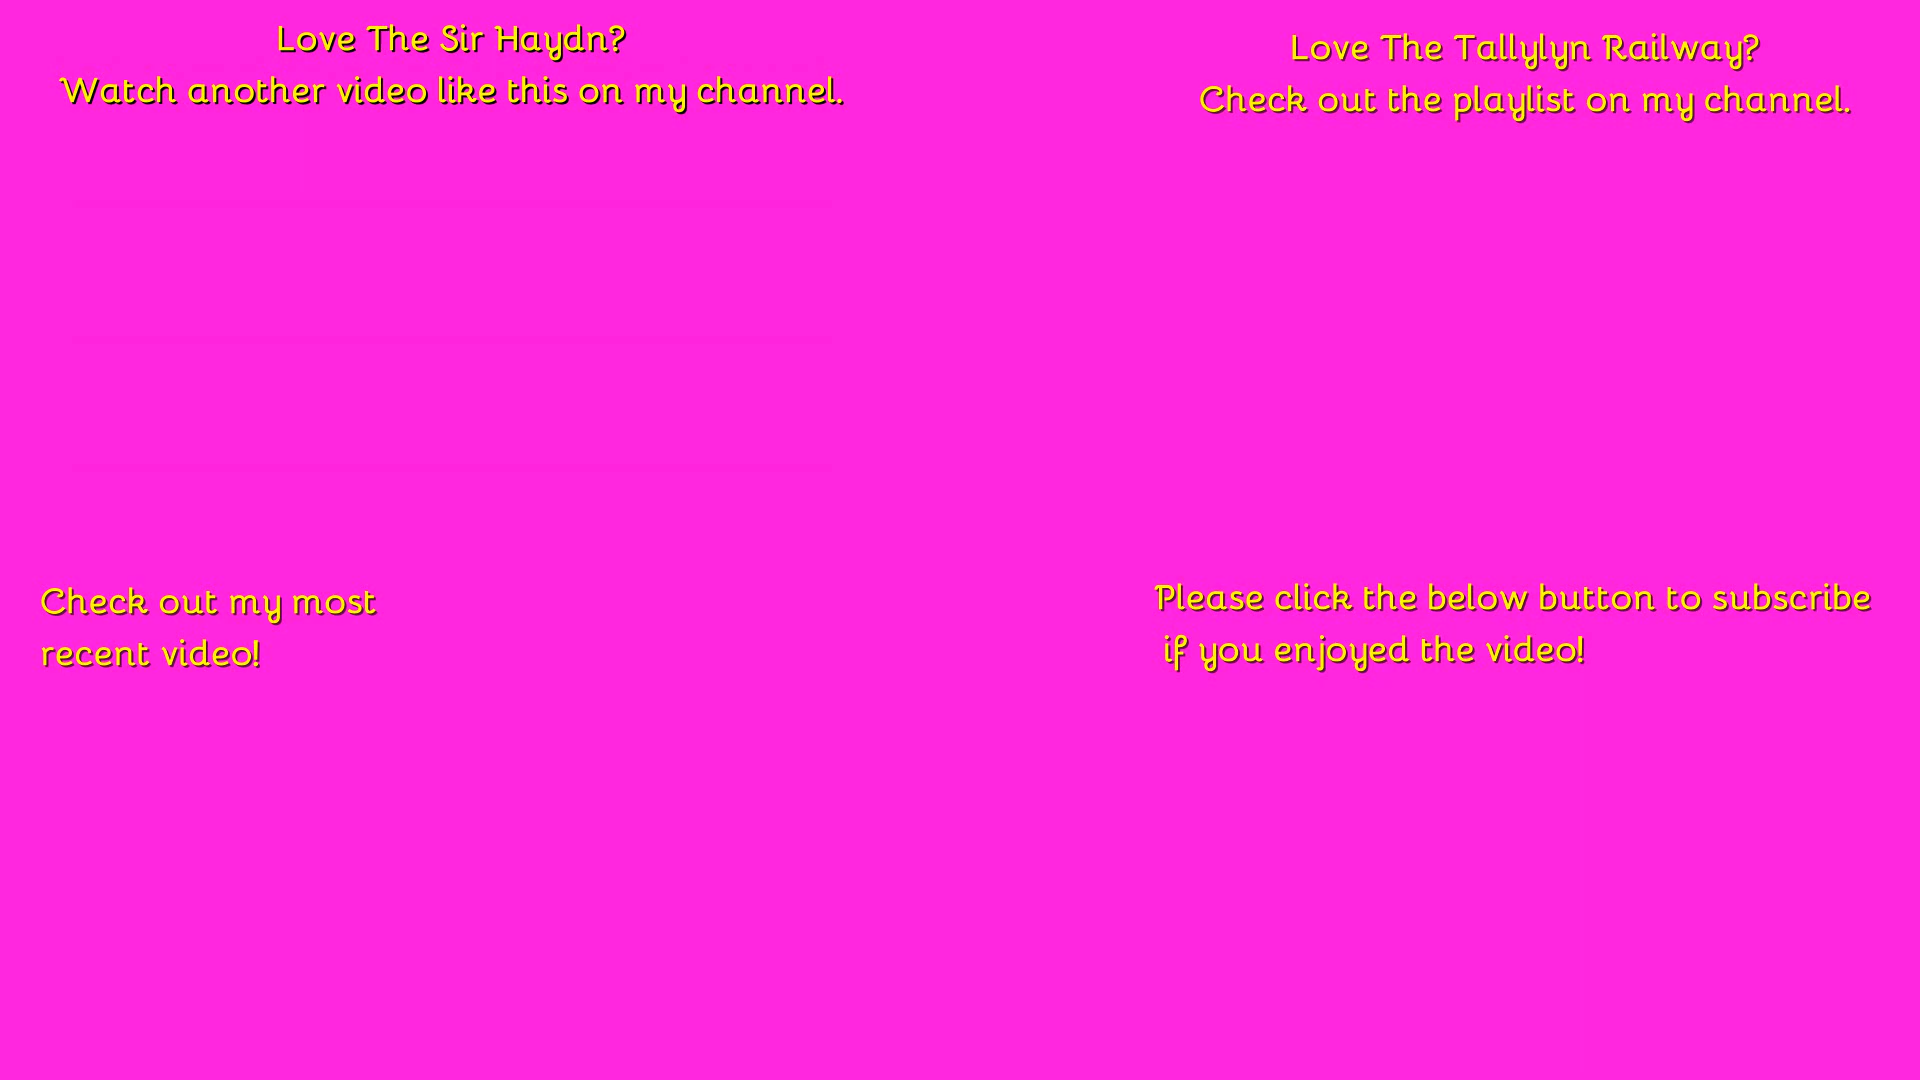 Love The Sir Haydn?
Watch another video like this on my channel.
Love The Tallylyn Railway?
Check out the playlist on my channel.
Check out my most
recent video!
Please click the below button to subscribe
if you enjoyed the video!